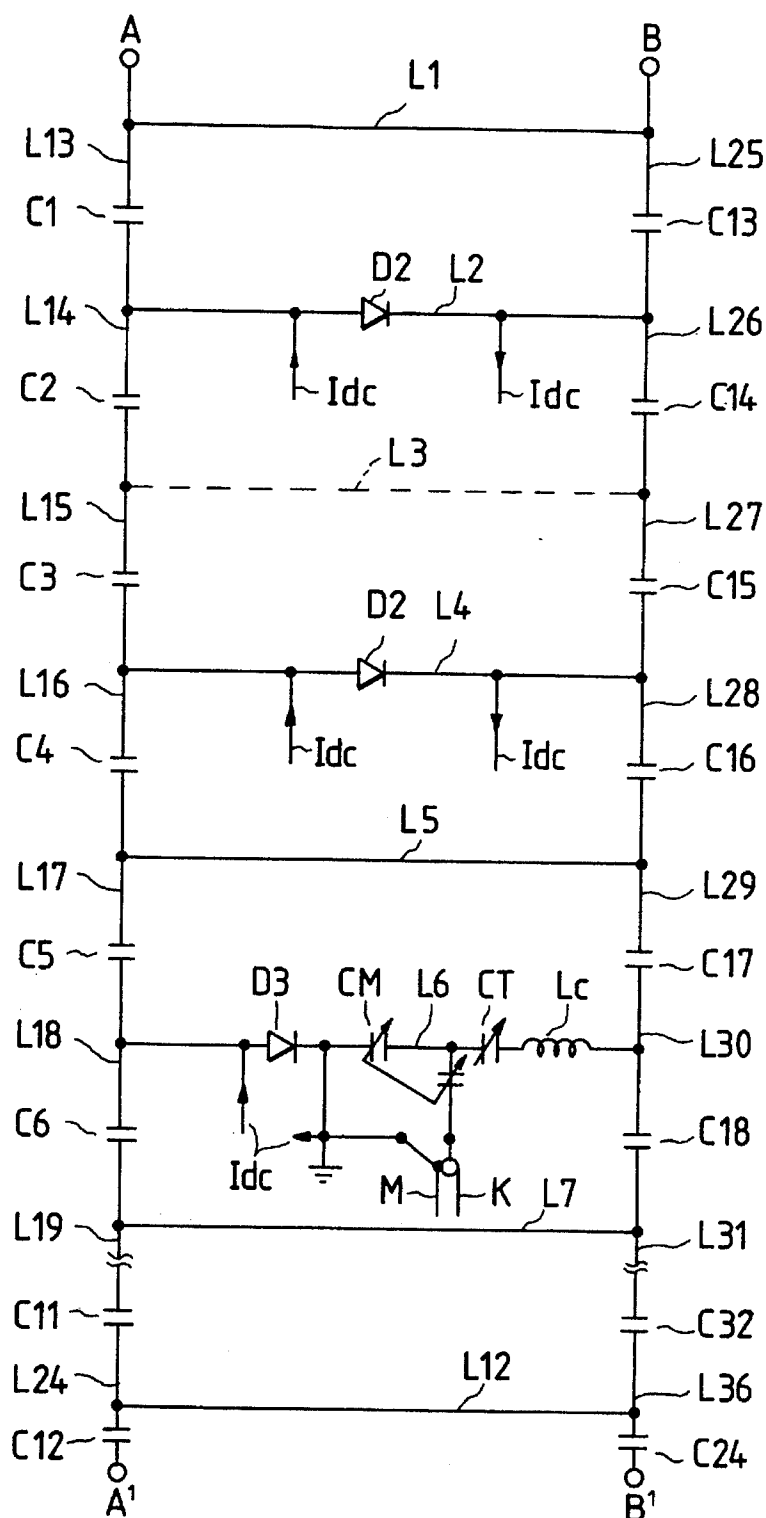 A B
L1
L13 L25
C1 C13
D2 L2
L14 L26
Idc Idc
C2 C14
L3
L15 L27
C3 C15
D2 L4
L16 L28
Idc Idc
C4 C16
L5
L17 L29
C5 C17
D3 CM L6 CT Lc
L18 L30
C6 C18
Idc M K
L7
L19 L31
C11 C32
L12
L24 L36
C12 C24
A1 B1